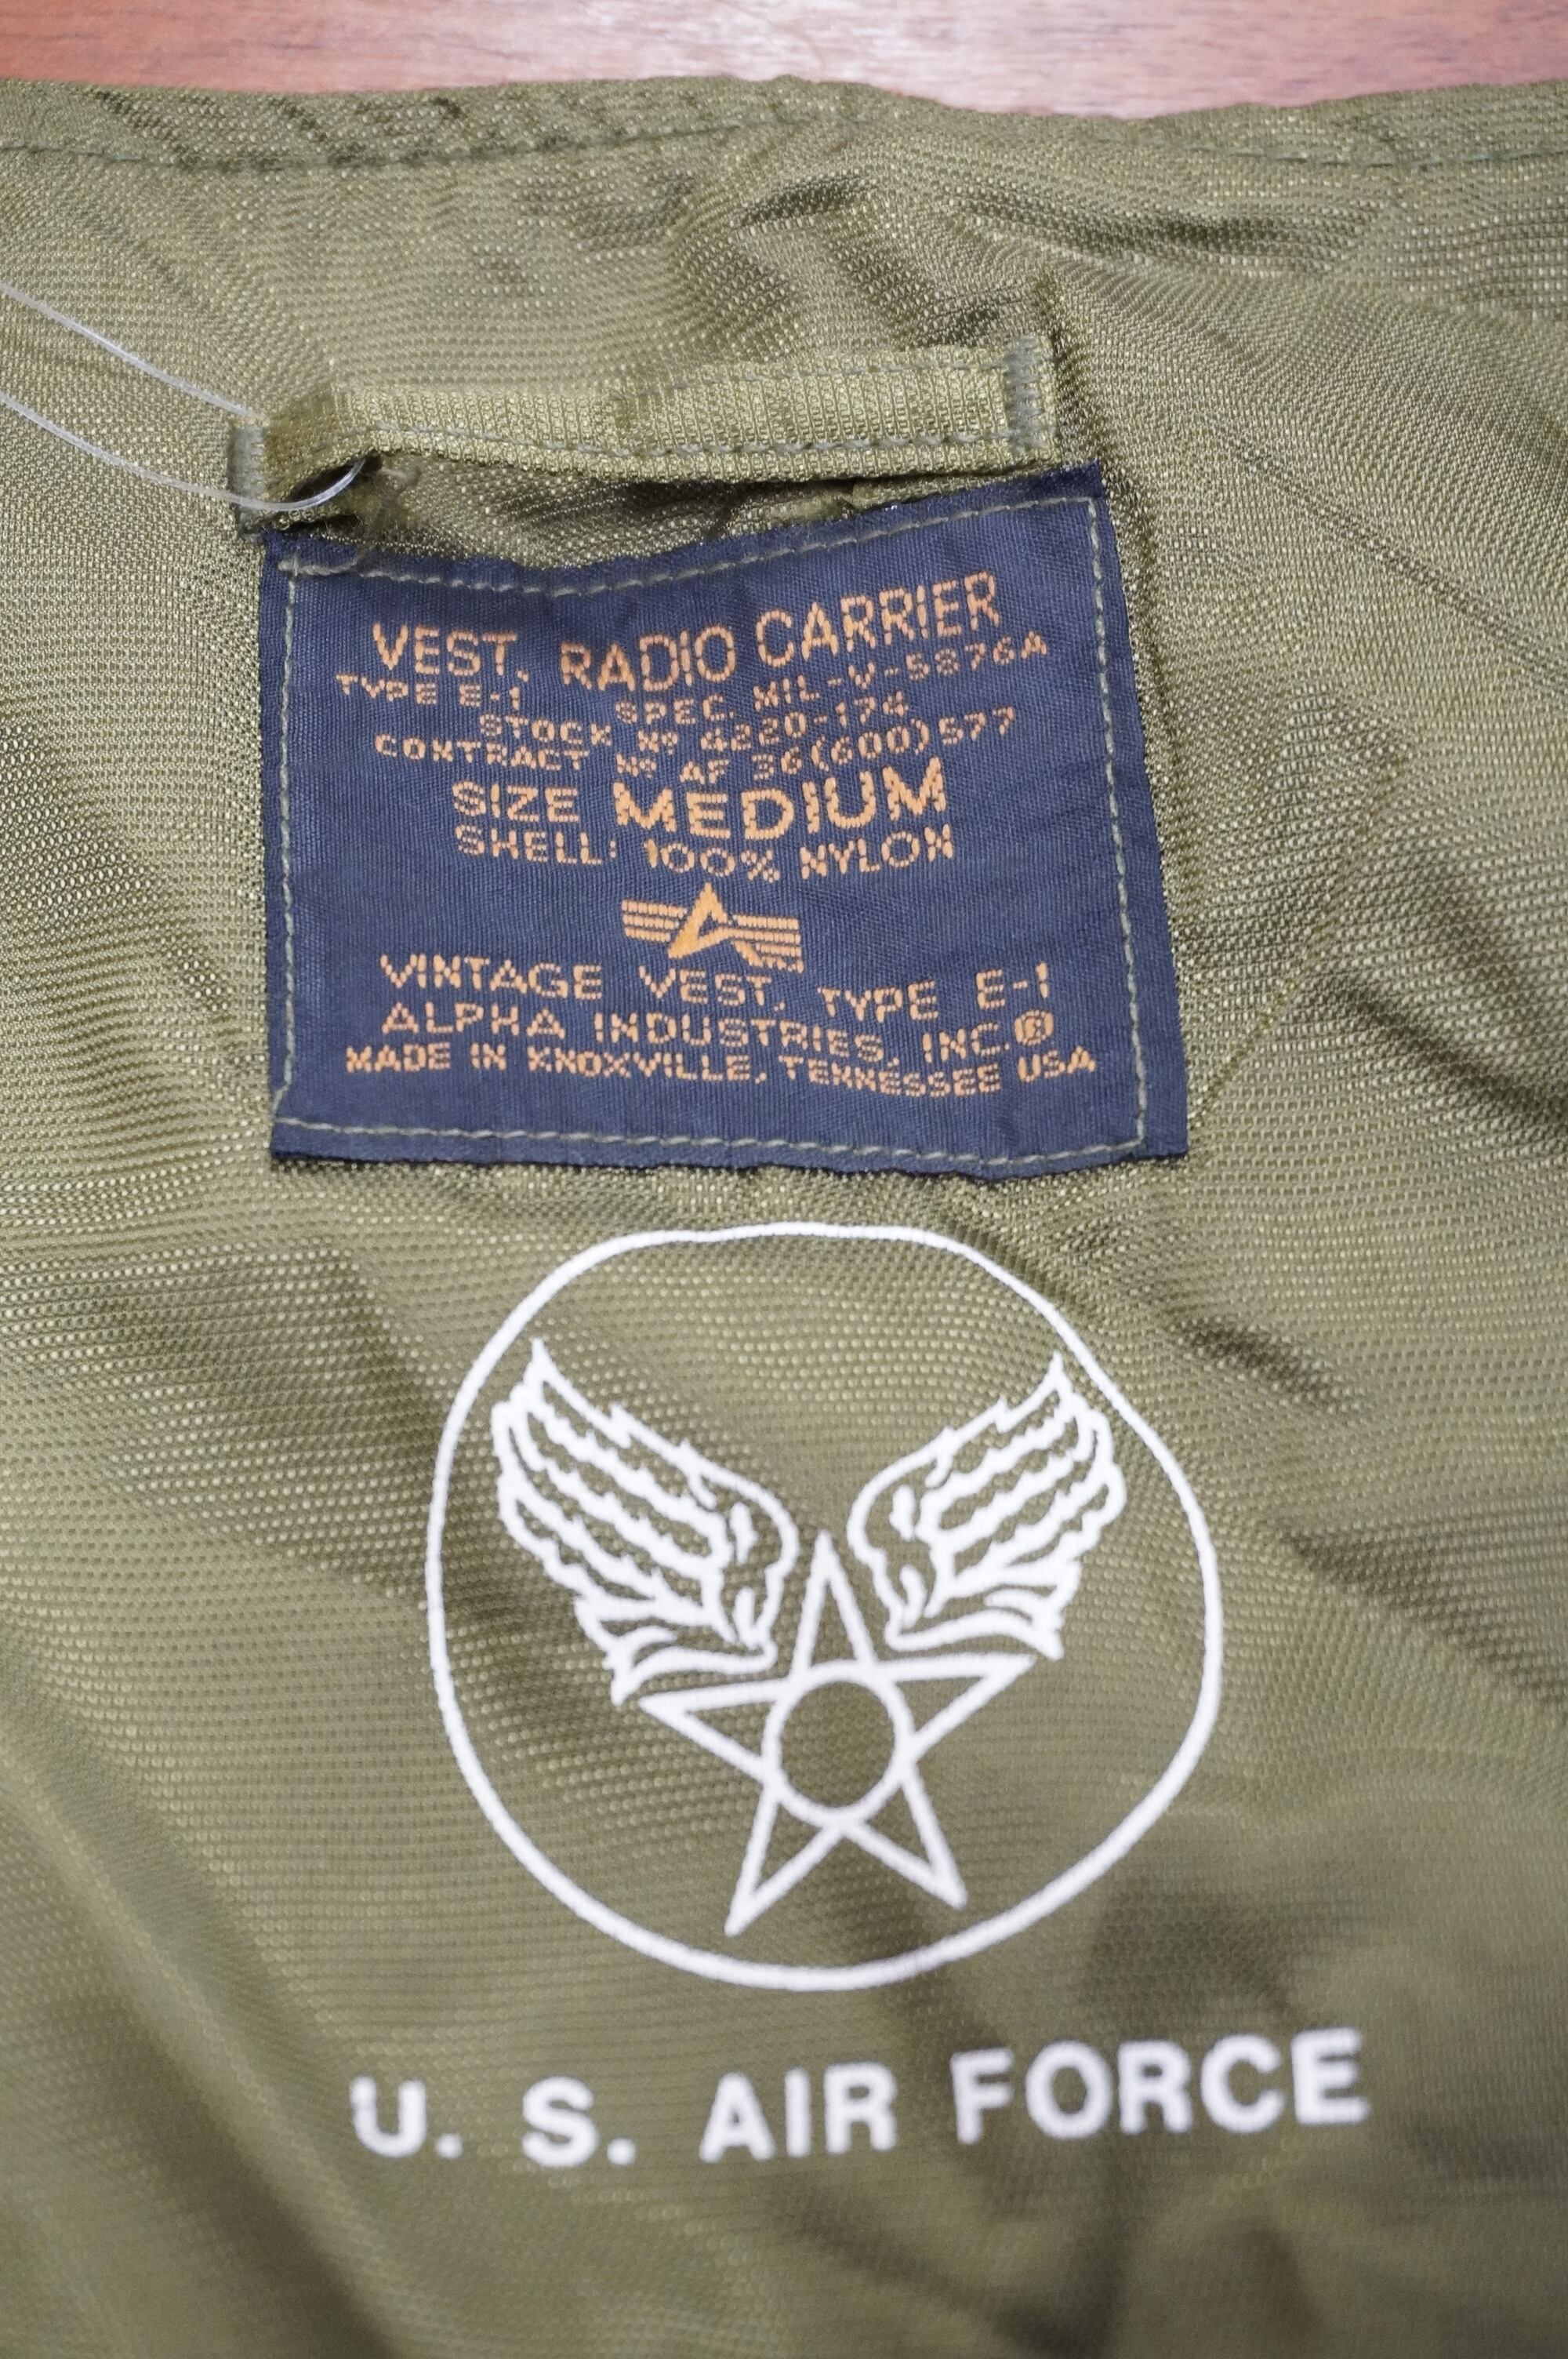 VEST, RADIO CARRIER
TYPE E-1 SPEC. MIL-V-5376A
STOCK Nº 4220-174
CONTRACT Nº AF 36(600)577
SIZE MEDIUM
SHELL: 100% NYLON
VINTAGE VEST, TYPE E-1
ALPHA INDUSTRIES, INC.®
MADE IN KNOXVILLE, TENNESSEE USA
U. S. AIR FORCE